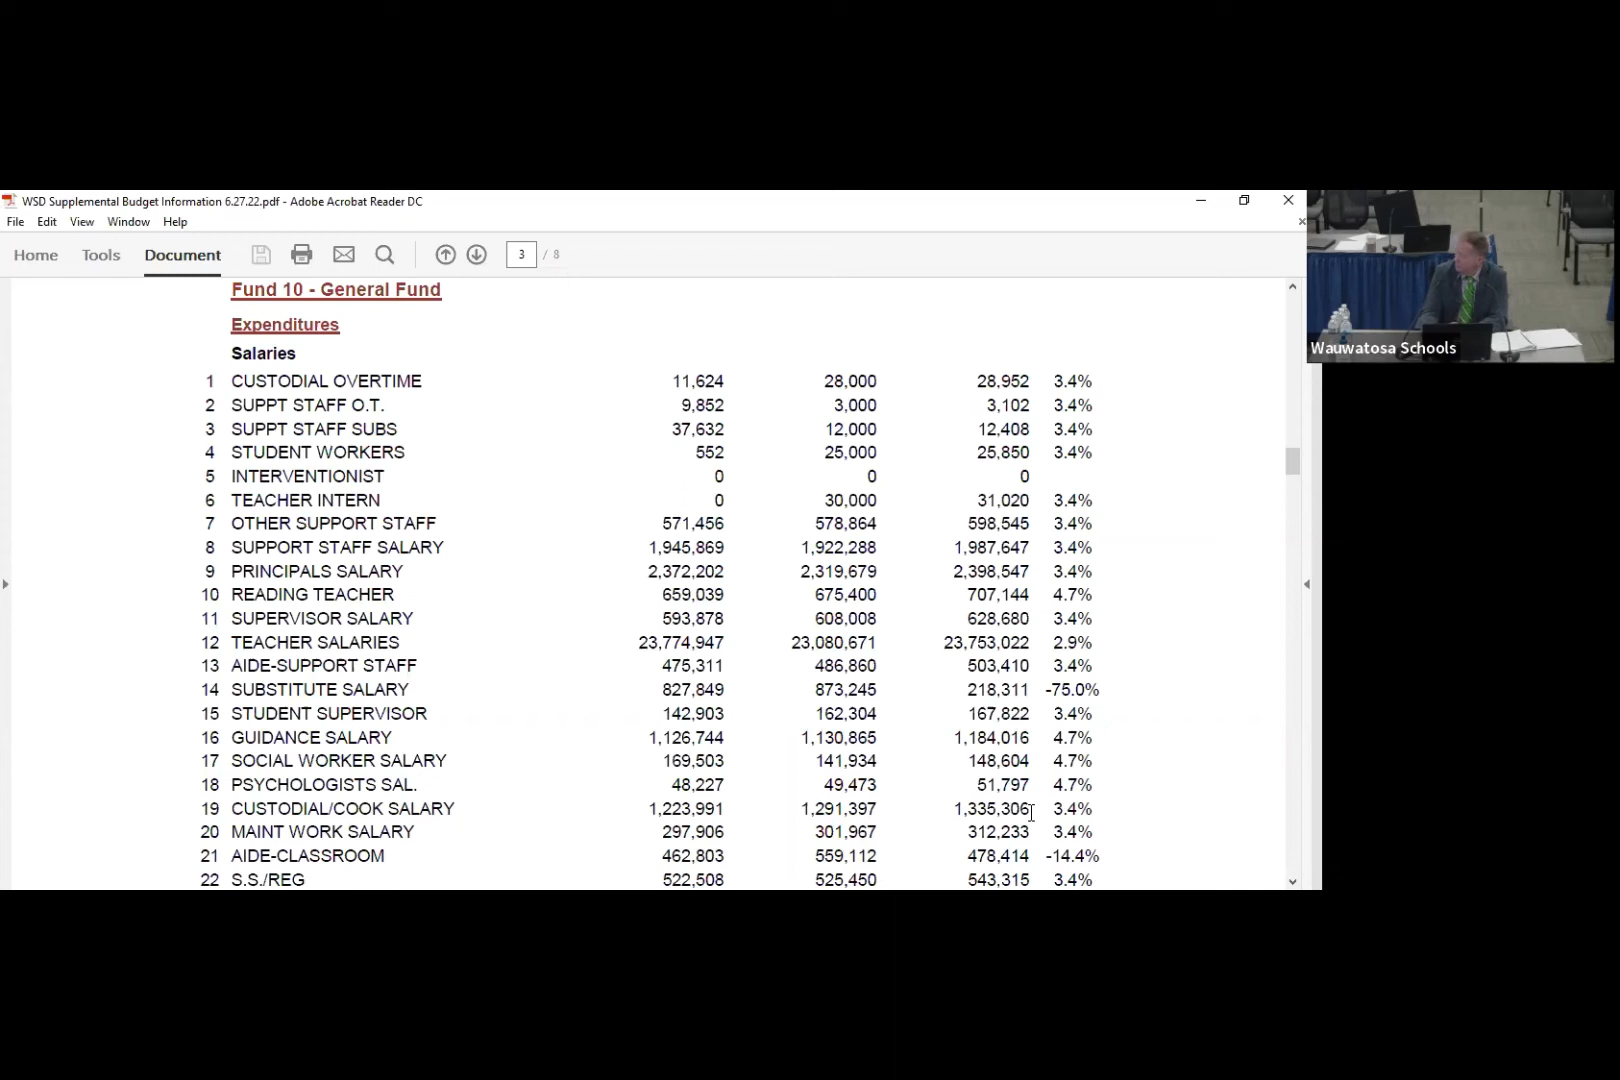 WSD Supplemental Budget Information 6.27.22.pdf - Adobe Acrobat Reader DC
File Edit View Window Help
Home Tools Document 3 / 8
Fund 10 - General Fund
Expenditures
Salaries
1 CUSTODIAL OVERTIME 11,624 28,000 28,952 3.4%
2 SUPPT STAFF O.T. 9,852 3,000 3,102 3.4%
3 SUPPT STAFF SUBS 37,632 12,000 12,408 3.4%
4 STUDENT WORKERS 552 25,000 25,850 3.4%
5 INTERVENTIONIST 0 0 0
6 TEACHER INTERN 0 30,000 31,020 3.4%
7 OTHER SUPPORT STAFF 571,456 578,864 598,545 3.4%
8 SUPPORT STAFF SALARY 1,945,869 1,922,288 1,987,647 3.4%
9 PRINCIPALS SALARY 2,372,202 2,319,679 2,398,547 3.4%
10 READING TEACHER 659,039 675,400 707,144 4.7%
11 SUPERVISOR SALARY 593,878 608,008 628,680 3.4%
12 TEACHER SALARIES 23,774,947 23,080,671 23,753,022 2.9%
13 AIDE-SUPPORT STAFF 475,311 486,860 503,410 3.4%
14 SUBSTITUTE SALARY 827,849 873,245 218,311 -75.0%
15 STUDENT SUPERVISOR 142,903 162,304 167,822 3.4%
16 GUIDANCE SALARY 1,126,744 1,130,865 1,184,016 4.7%
17 SOCIAL WORKER SALARY 169,503 141,934 148,604 4.7%
18 PSYCHOLOGISTS SAL. 48,227 49,473 51,797 4.7%
19 CUSTODIAL/COOK SALARY 1,223,991 1,291,397 1,335,306 3.4%
20 MAINT WORK SALARY 297,906 301,967 312,233 3.4%
21 AIDE-CLASSROOM 462,803 559,112 478,414 -14.4%
22 S.S./REG 522,508 525,450 543,315 3.4%
Wauwatosa Schools